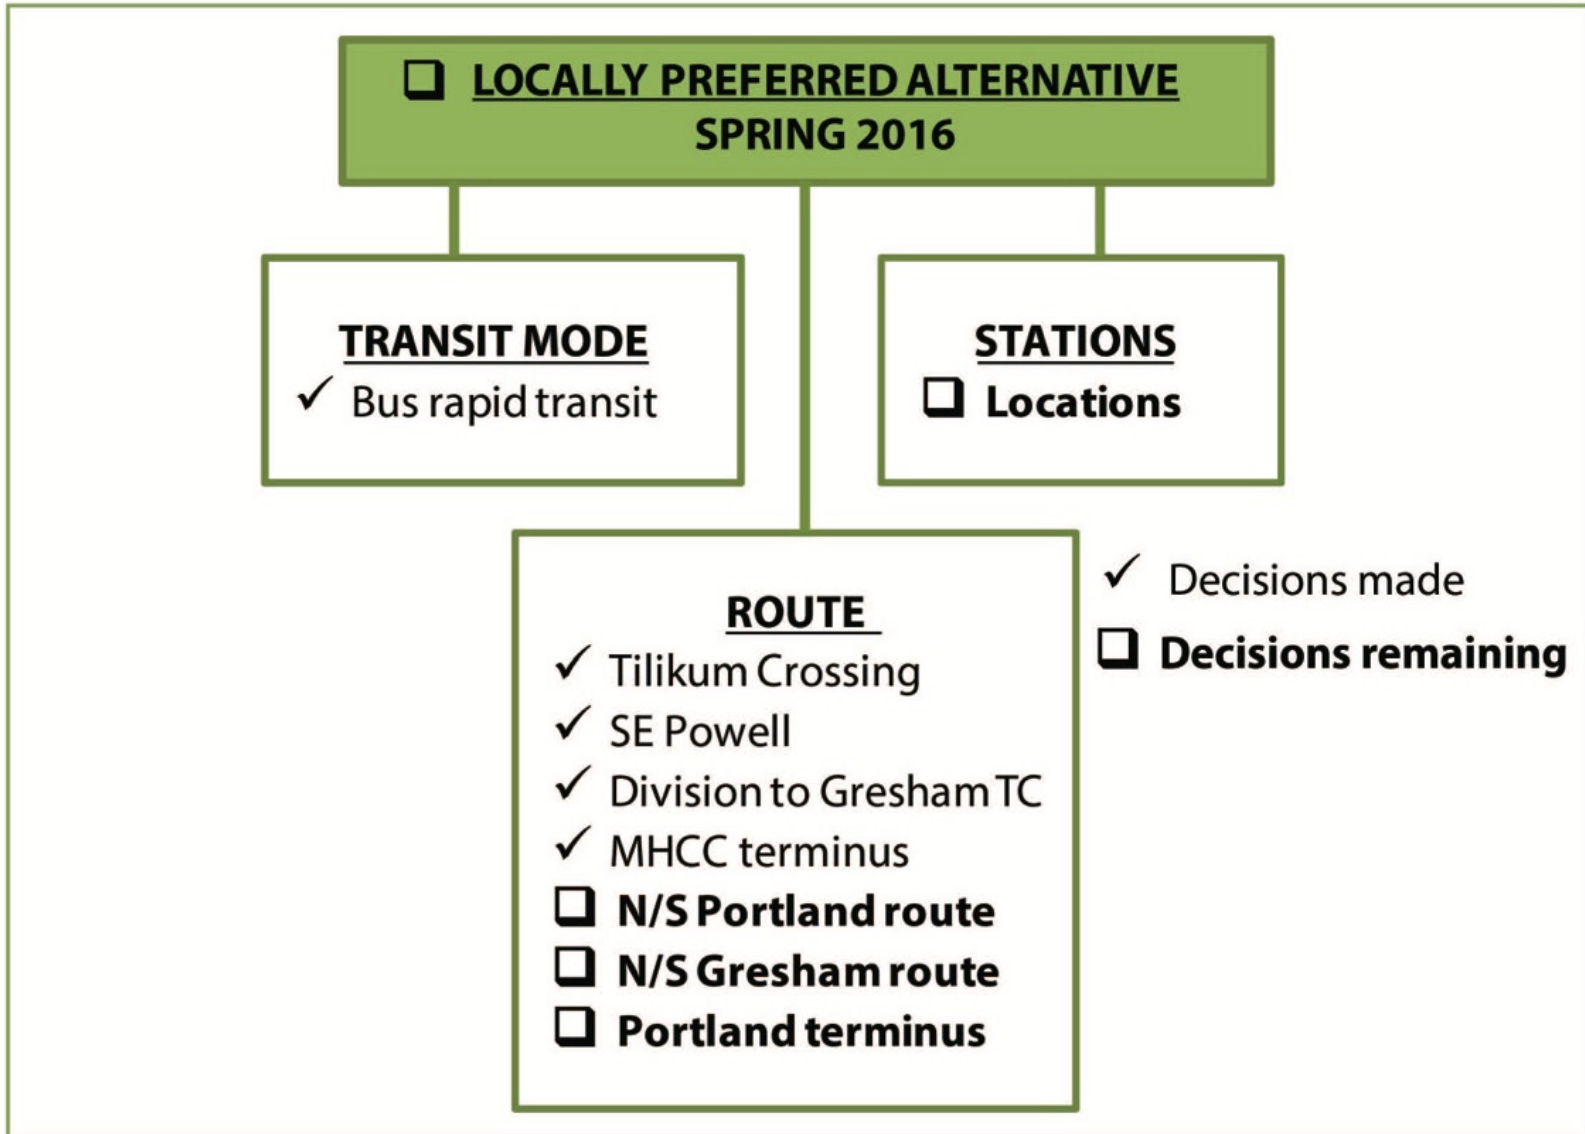 ❑ LOCALLY PREFERRED ALTERNATIVE
SPRING 2016
TRANSIT MODE
✓ Bus rapid transit
STATIONS
❑ Locations
ROUTE
✓ Tilikum Crossing
✓ SE Powell
✓ Division to Gresham TC
✓ MHCC terminus
❑ N/S Portland route
❑ N/S Gresham route
❑ Portland terminus
✓ Decisions made
❑ Decisions remaining